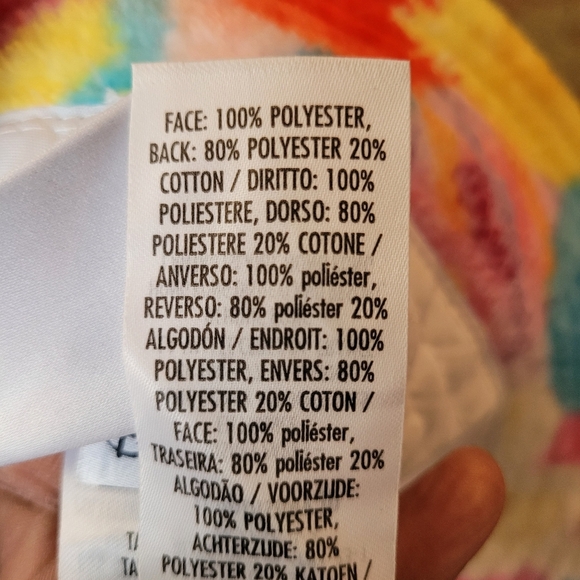 FACE: 100% POLYESTER,
BACK: 80% POLYESTER 20%
COTTON / DIRITTO: 100%
POLIESTERE, DORSO: 80%
POLIESTERE 20% COTONE /
ANVERSO: 100% poliéster,
REVERSO: 80% poliéster 20%
ALGODÓN / ENDROIT: 100%
POLYESTER, ENVERS: 80%
POLYESTER 20% COTON /
FACE: 100% poliéster,
TRASEIRA: 80% poliéster 20%
ALGODÃO / VOORZIJDE:
100% POLYESTER,
ACHTERZIJDE: 80%
POLYESTER 20% KATOEN /
TA